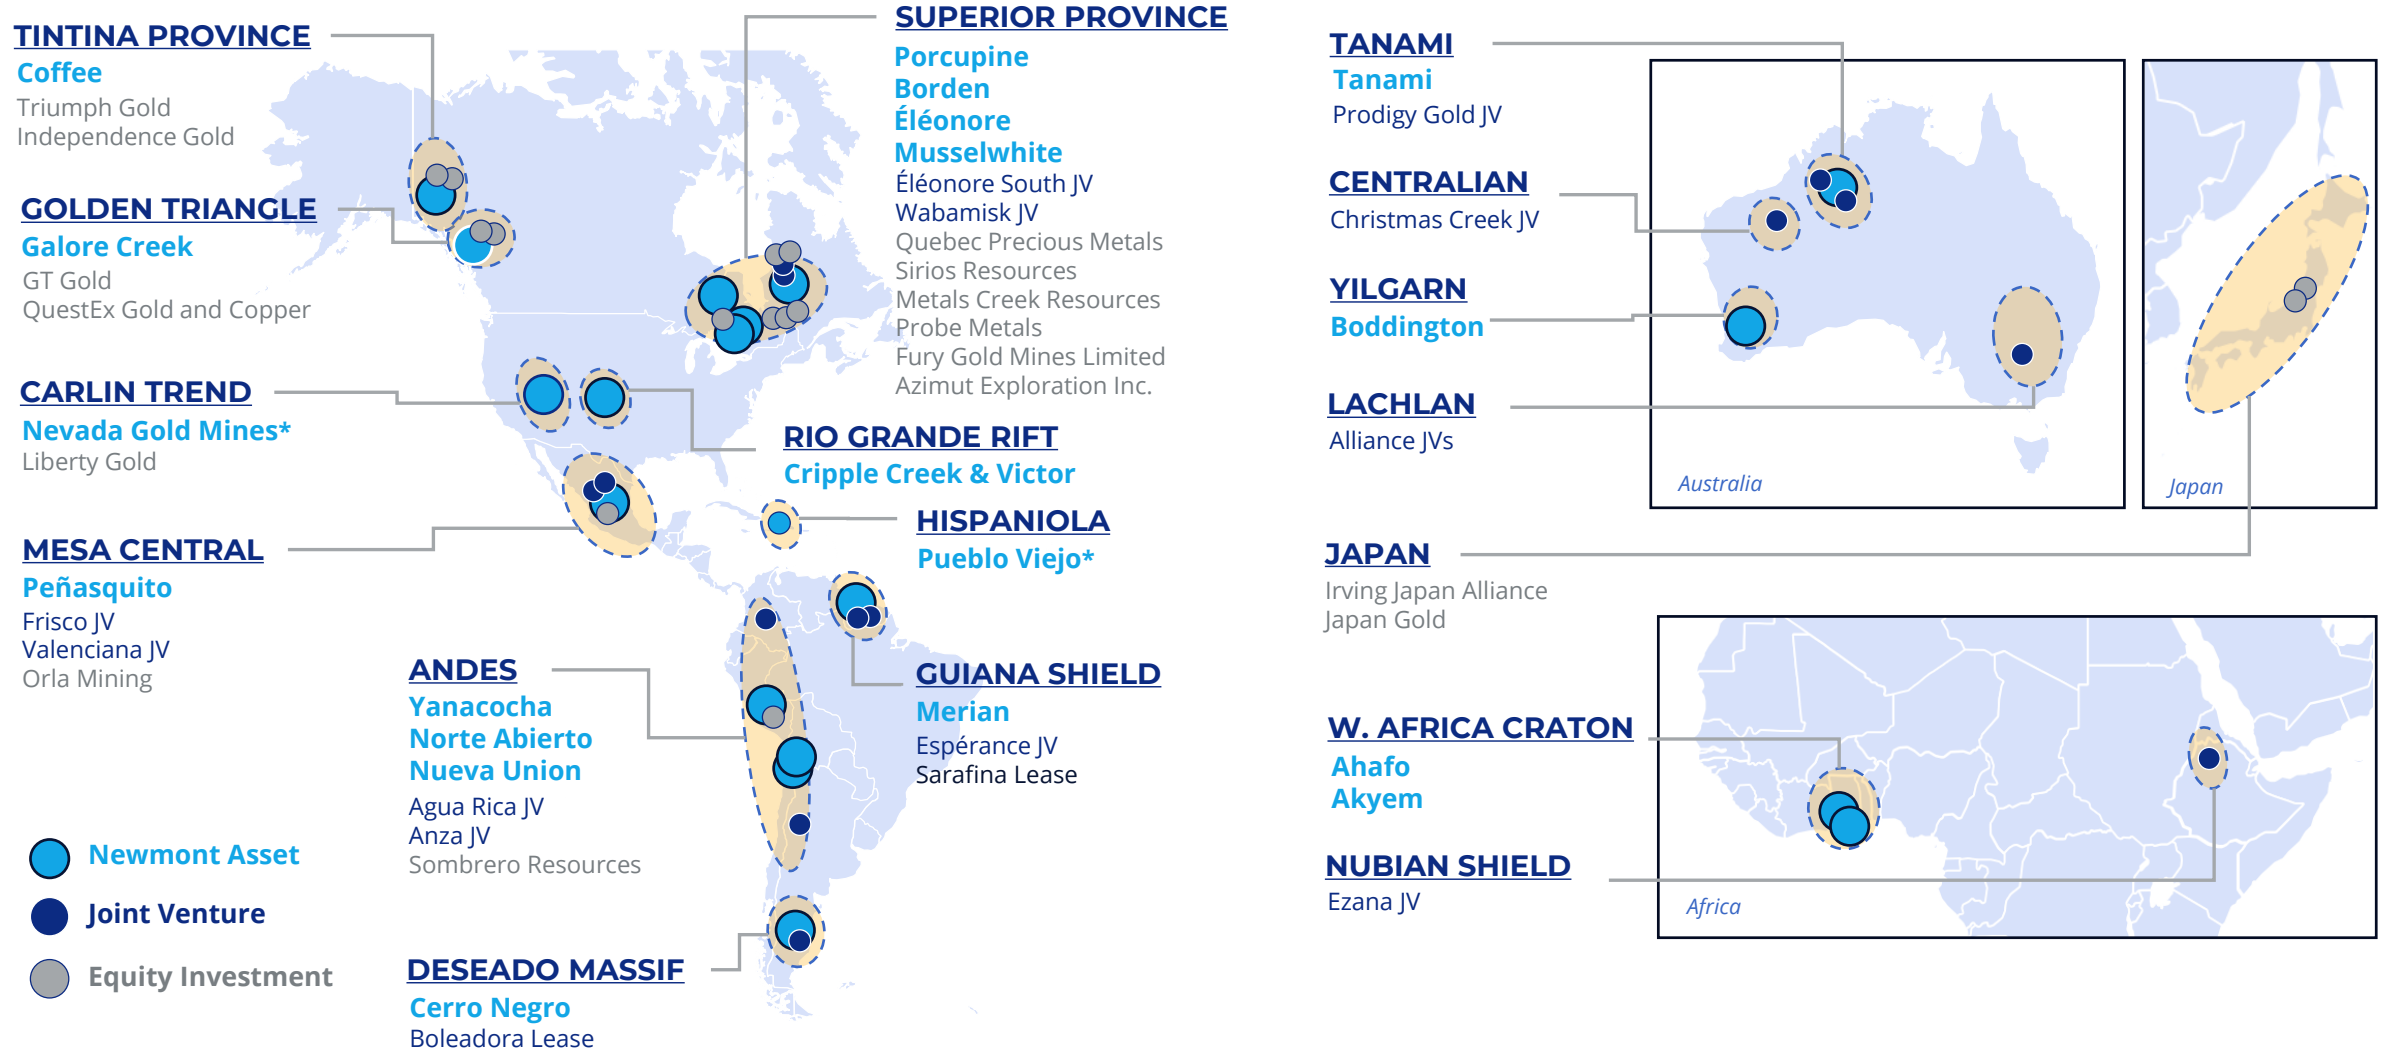 TINTINA PROVINCE
Coffee
Triumph Gold
Independence Gold
GOLDEN TRIANGLE
Galore Creek
GT Gold
QuestEx Gold and Copper
CARLIN TREND
Nevada Gold Mines*
Liberty Gold
MESA CENTRAL
Peñasquito
Frisco JV
Valenciana JV
Orla Mining
SUPERIOR PROVINCE
Porcupine
Borden
Éléonore
Musselwhite
Éléonore South JV
Wabamisk JV
Quebec Precious Metals
Sirios Resources
Metals Creek Resources
Probe Metals
Fury Gold Mines Limited
Azimut Exploration Inc.
RIO GRANDE RIFT
Cripple Creek & Victor
HISPANIOLA
Pueblo Viejo*
ANDES
Yanacocha
Norte Abierto
Nueva Union
Agua Rica JV
Anza JV
Sombrero Resources
GUIANA SHIELD
Merian
Espérance JV
Sarafina Lease
DESEADO MASSIF
Cerro Negro
Boleadora Lease
Newmont Asset
Joint Venture
Equity Investment
TANAMI
Tanami
Prodigy Gold JV
CENTRALIAN
Christmas Creek JV
YILGARN
Boddington
LACHLAN
Alliance JVs
Australia
Japan
JAPAN
Irving Japan Alliance
Japan Gold
W. AFRICA CRATON
Ahafo
Akyem
NUBIAN SHIELD
Ezana JV
Africa